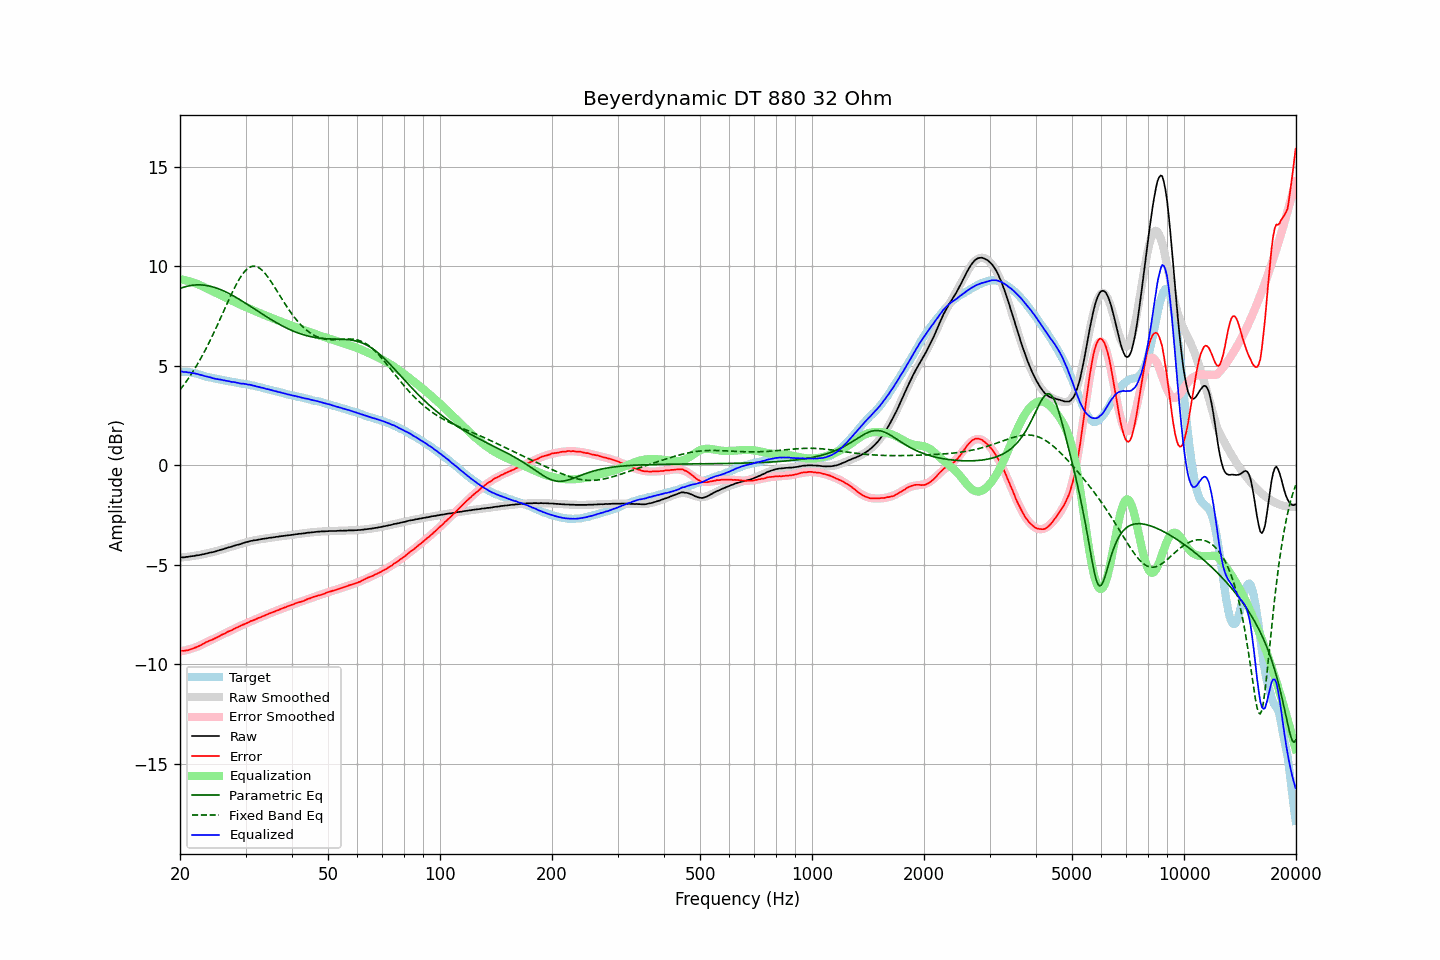 Beyerdynamic DT 880 32 Ohm
Amplitude (dBr)
15
10
5
0
−5
−10
−15
Target
Raw Smoothed
Error Smoothed
Raw
Error
Equalization
Parametric Eq
Fixed Band Eq
Equalized
20 50 100 200 500 1000 2000 5000 10000 20000
Frequency (Hz)